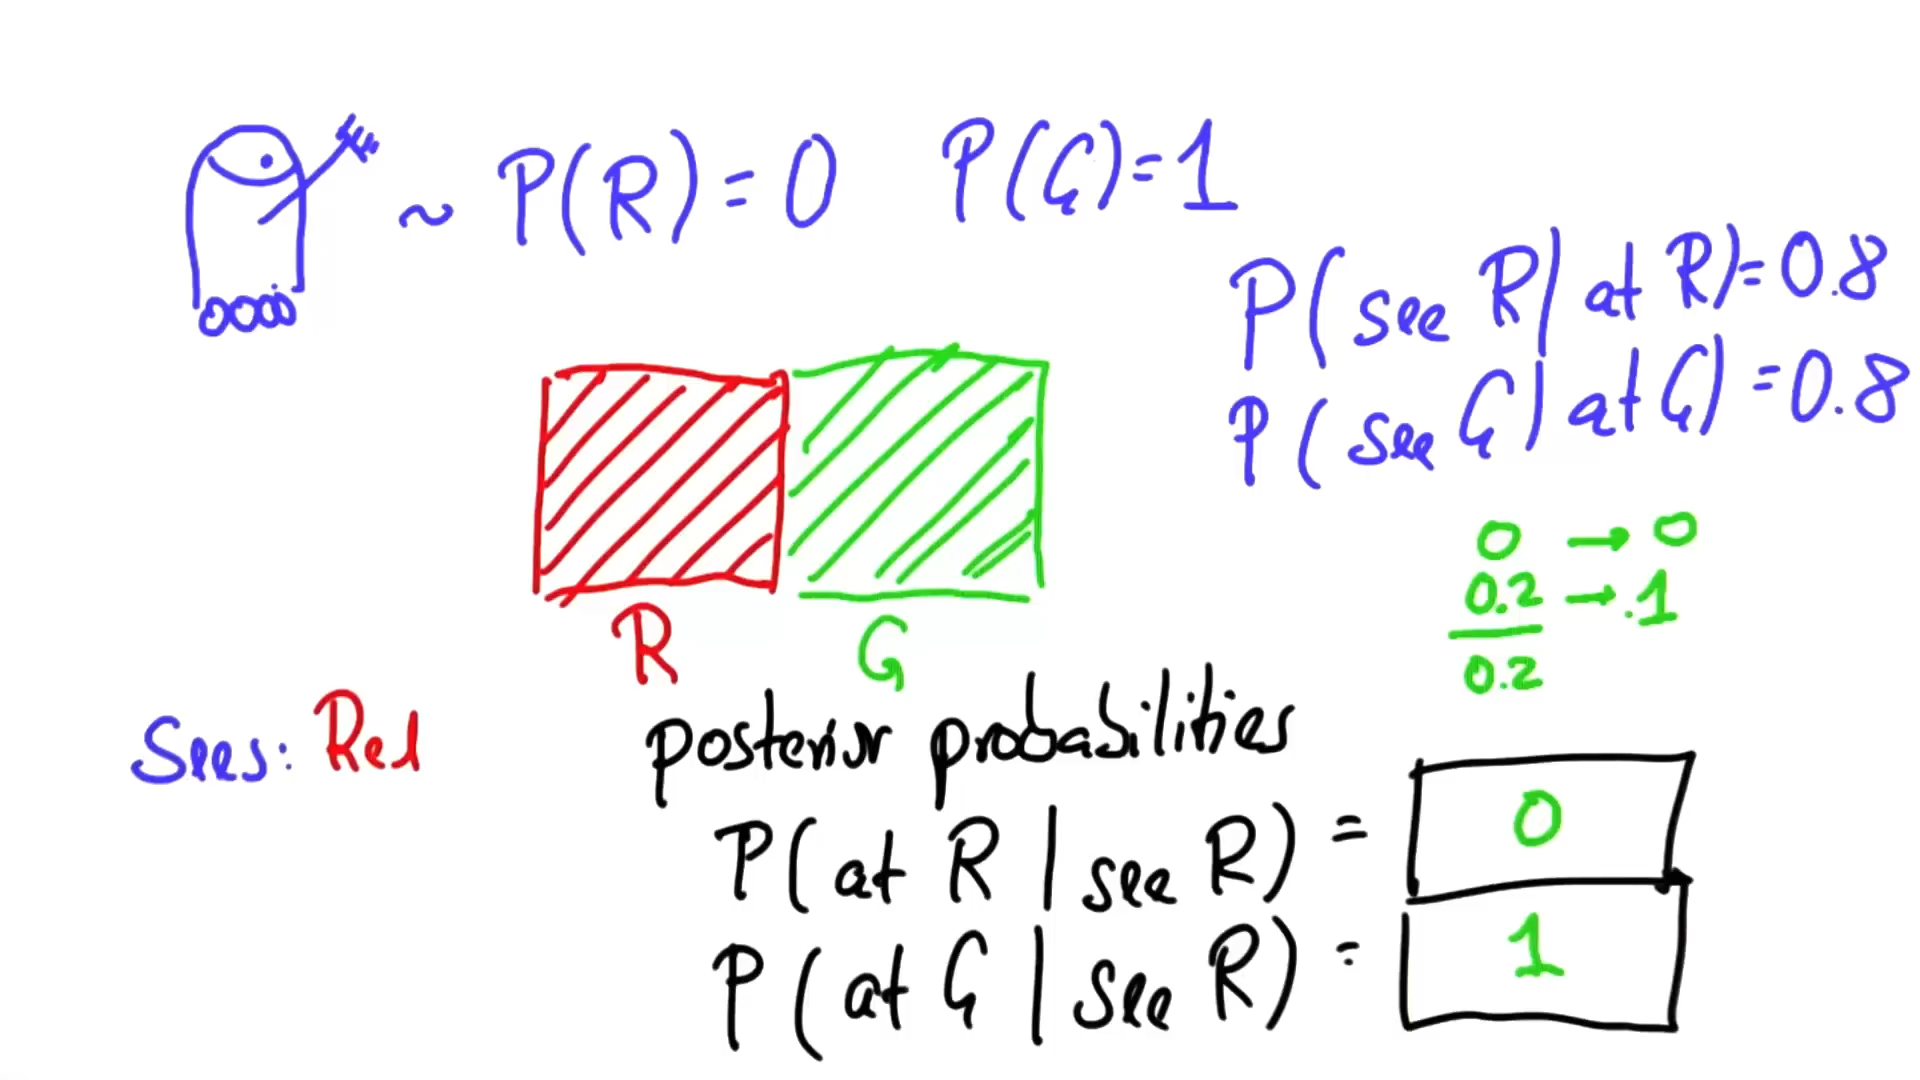 ~ P(R) = 0 P(G) = 1
P( see R | at R) = 0.8
P( see G | at G) = 0.8
0 → 0
0.2 → .1
0.2
R G
Sees: Red
posterior probabilities
P( at R | see R) = 0
P( at G | see R) = 1